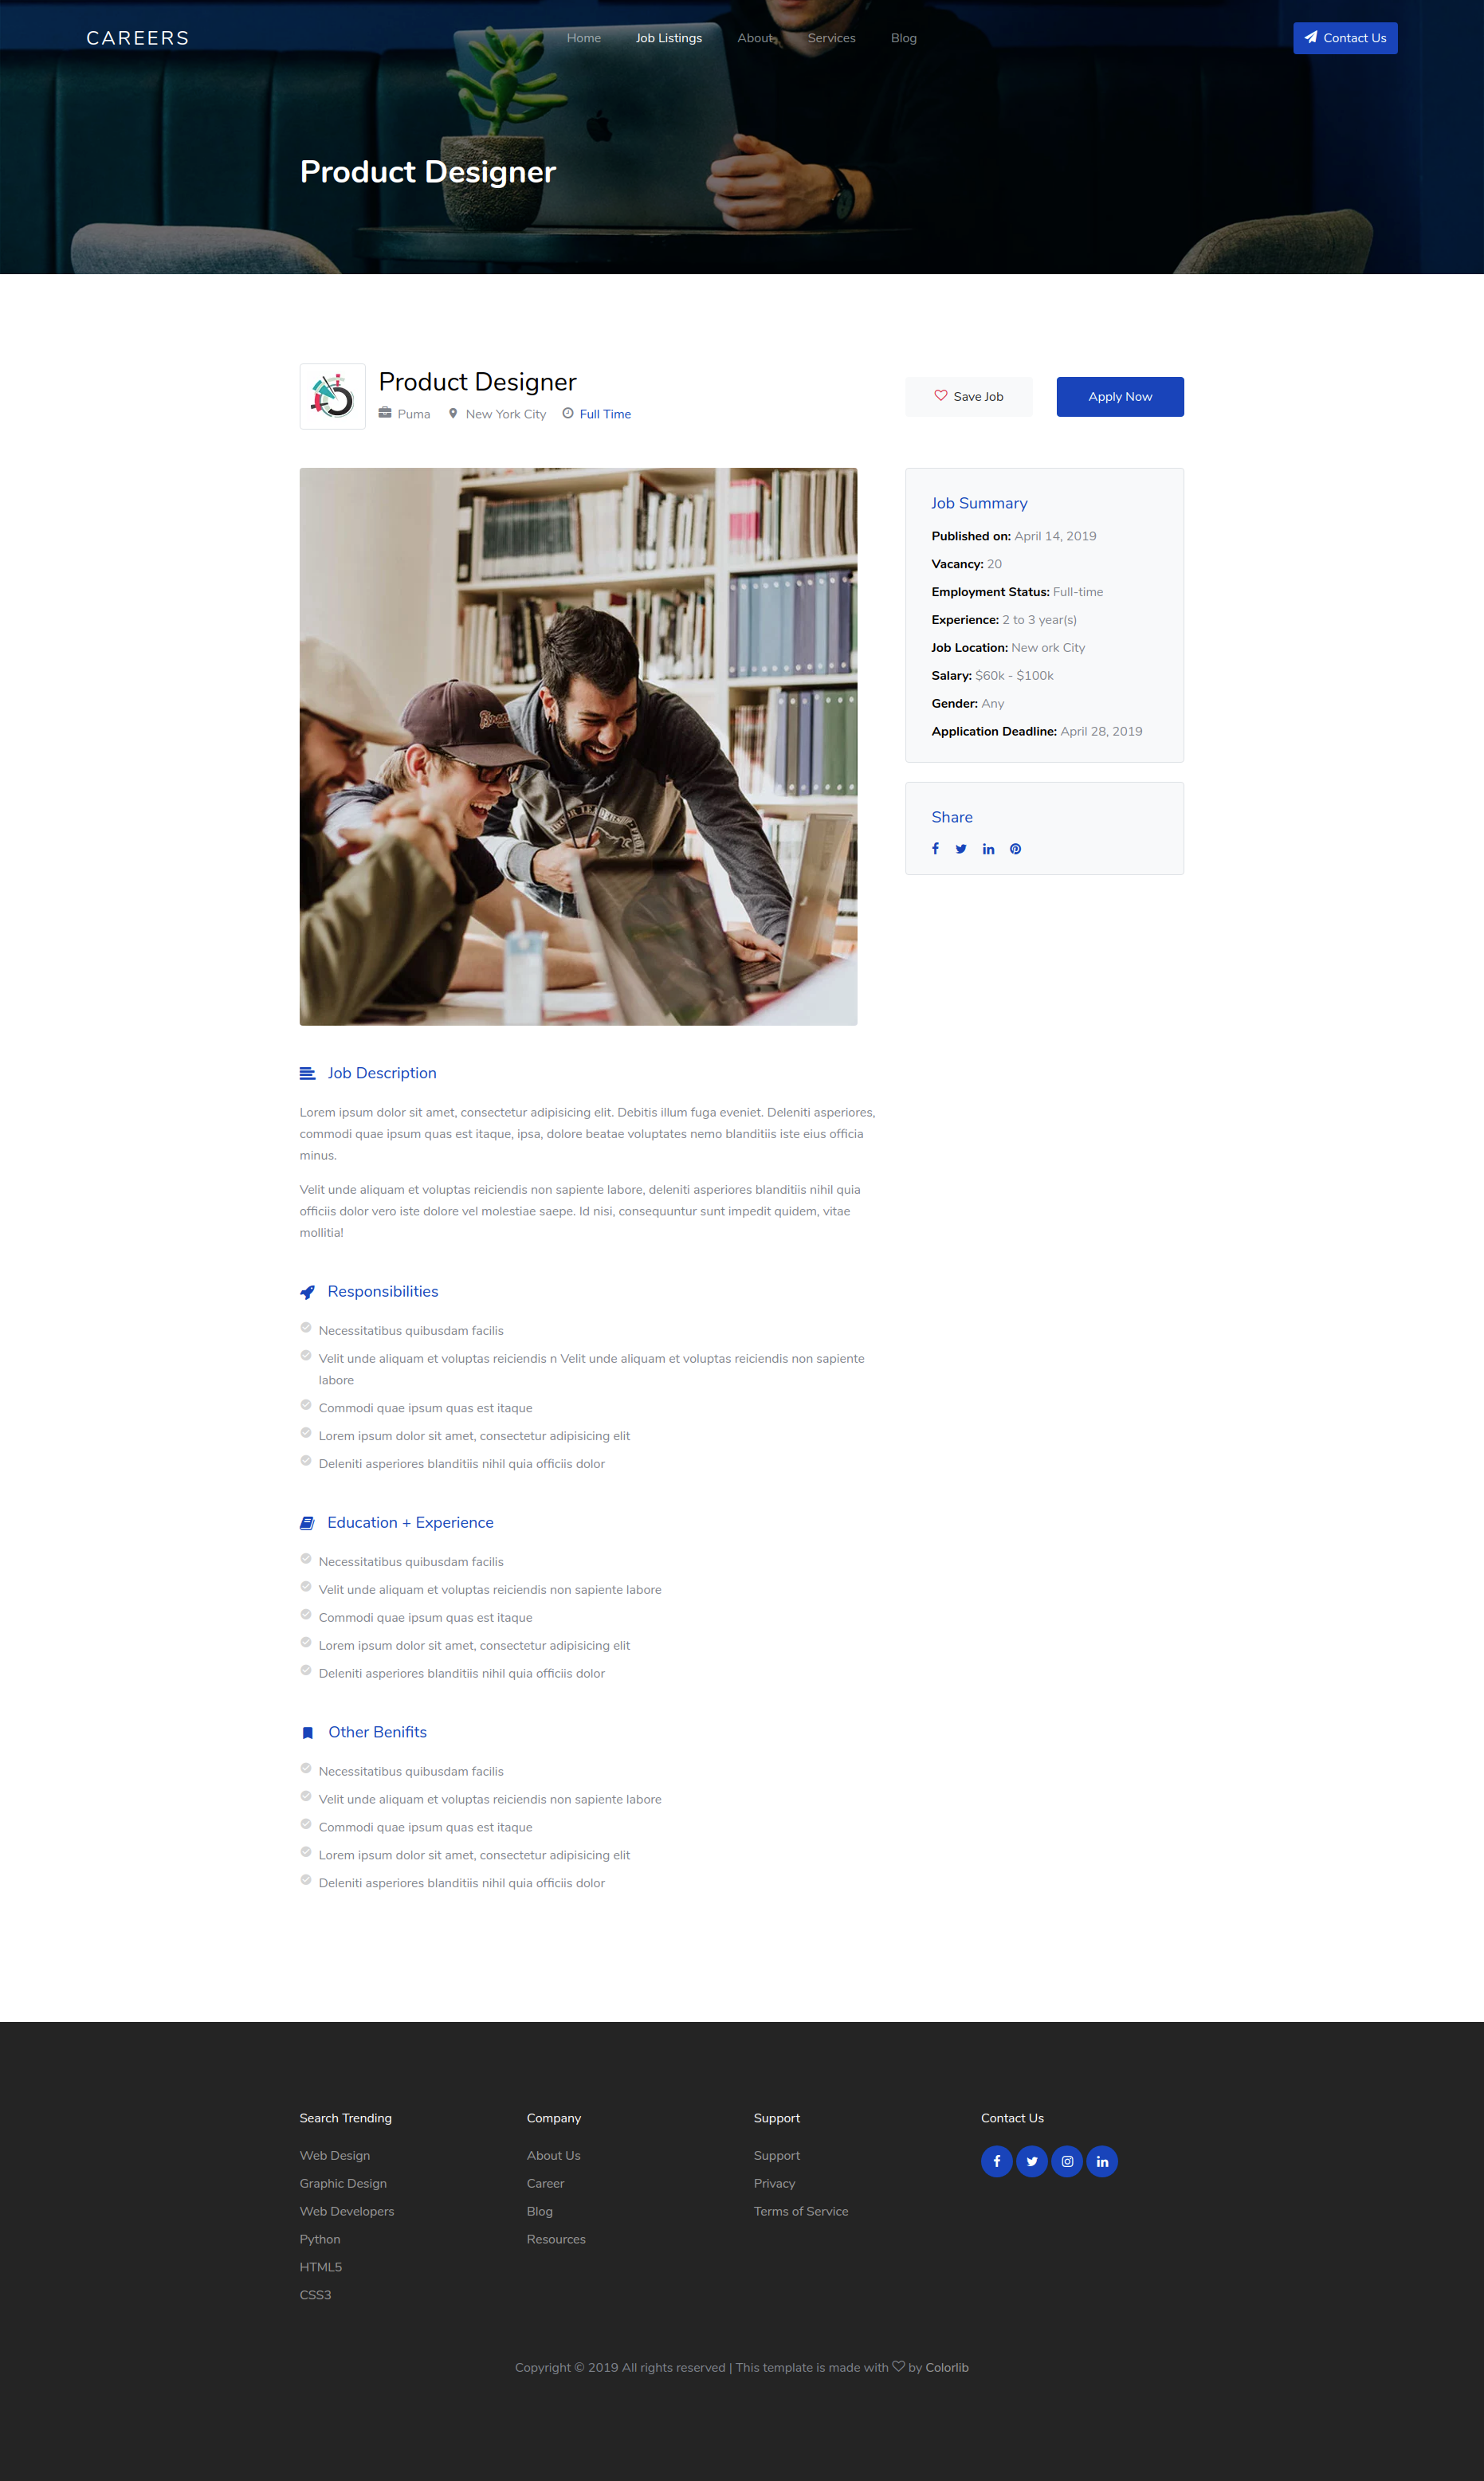 CAREERS
Home
Job Listings
About
Services
Blog
Contact Us
Product Designer
Product Designer
Puma
New York City
Full Time
Save Job
Apply Now
Job Summary
Published on: April 14, 2019
Vacancy: 20
Employment Status: Full-time
Experience: 2 to 3 year(s)
Job Location: New ork City
Salary: $60k - $100k
Gender: Any
Application Deadline: April 28, 2019
Share
Job Description
Lorem ipsum dolor sit amet, consectetur adipisicing elit. Debitis illum fuga eveniet. Deleniti asperiores,
commodi quae ipsum quas est itaque, ipsa, dolore beatae voluptates nemo blanditiis iste eius officia
minus.
Velit unde aliquam et voluptas reiciendis non sapiente labore, deleniti asperiores blanditiis nihil quia
officiis dolor vero iste dolore vel molestiae saepe. Id nisi, consequuntur sunt impedit quidem, vitae
mollitia!
Responsibilities
Necessitatibus quibusdam facilis
Velit unde aliquam et voluptas reiciendis n Velit unde aliquam et voluptas reiciendis non sapiente
labore
Commodi quae ipsum quas est itaque
Lorem ipsum dolor sit amet, consectetur adipisicing elit
Deleniti asperiores blanditiis nihil quia officiis dolor
Education + Experience
Necessitatibus quibusdam facilis
Velit unde aliquam et voluptas reiciendis non sapiente labore
Commodi quae ipsum quas est itaque
Lorem ipsum dolor sit amet, consectetur adipisicing elit
Deleniti asperiores blanditiis nihil quia officiis dolor
Other Benifits
Necessitatibus quibusdam facilis
Velit unde aliquam et voluptas reiciendis non sapiente labore
Commodi quae ipsum quas est itaque
Lorem ipsum dolor sit amet, consectetur adipisicing elit
Deleniti asperiores blanditiis nihil quia officiis dolor
Search Trending
Web Design
Graphic Design
Web Developers
Python
HTML5
CSS3
Company
About Us
Career
Blog
Resources
Support
Support
Privacy
Terms of Service
Contact Us
Copyright © 2019 All rights reserved | This template is made with ♡ by Colorlib